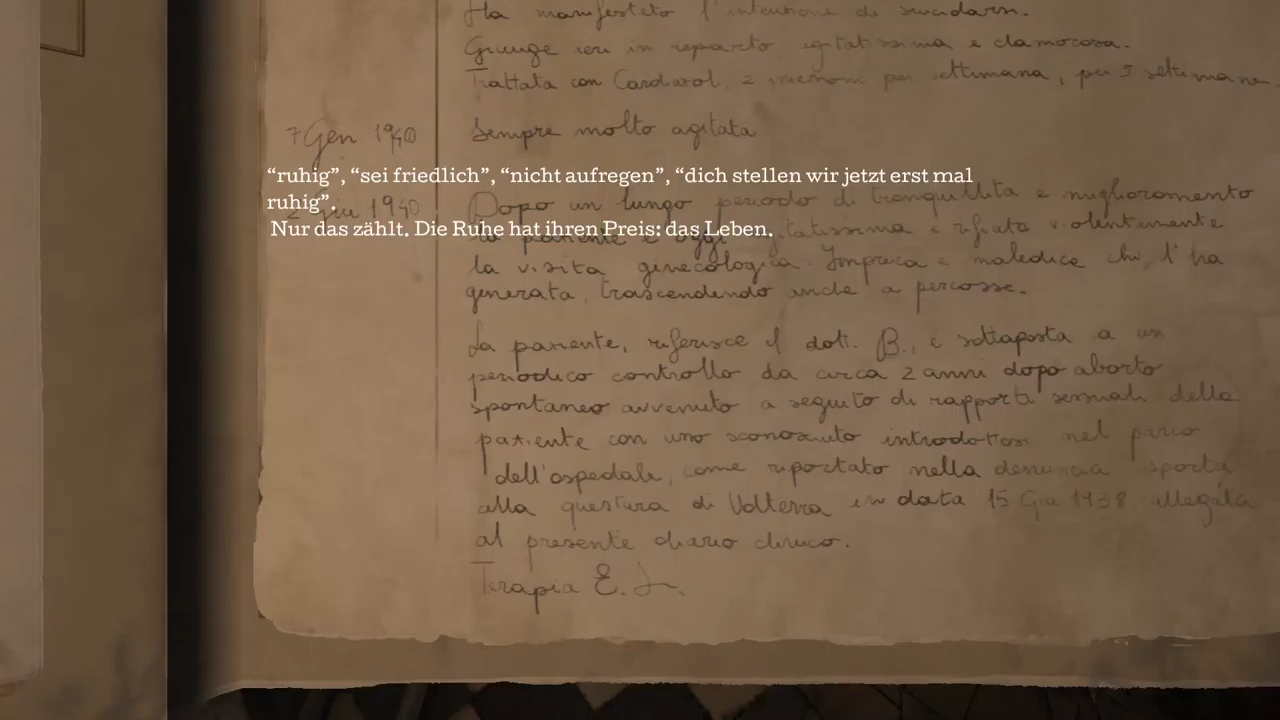 Ha manifestato l'intenzione di suicidarsi.
Giunge ieri in reparto agitatissima e clamorosa.
Trattata con Cardiazol, 2 iniezioni per settimana, per 5 settimane.
7 Gen 1940 Sempre molto agitata
“ruhig”, “sei friedlich”, “nicht aufregen”, “dich stellen wir jetzt erst mal
ruhig”.
Nur das zählt. Die Ruhe hat ihren Preis: das Leben.
2 Giu 1940 Dopo un lungo periodo di tranquillità e miglioramento
la paziente è oggi agitatissima e rifiuta violentemente
la visita ginecologica. Impreca e maledice chi l'ha
generata, trascendendo anche a percosse.
La paziente, riferisce il dott. B., è sottoposta a un
periodico controllo da circa 2 anni dopo aborto
spontaneo avvenuto a seguito di rapporti sessuali della
paziente con uno sconosciuto introdottosi nel parco
dell'ospedale, come riportato nella denuncia sporta
alla questura di Volterra in data 15 Giu 1938 allegata
al presente diario clinico.
Terapia E.